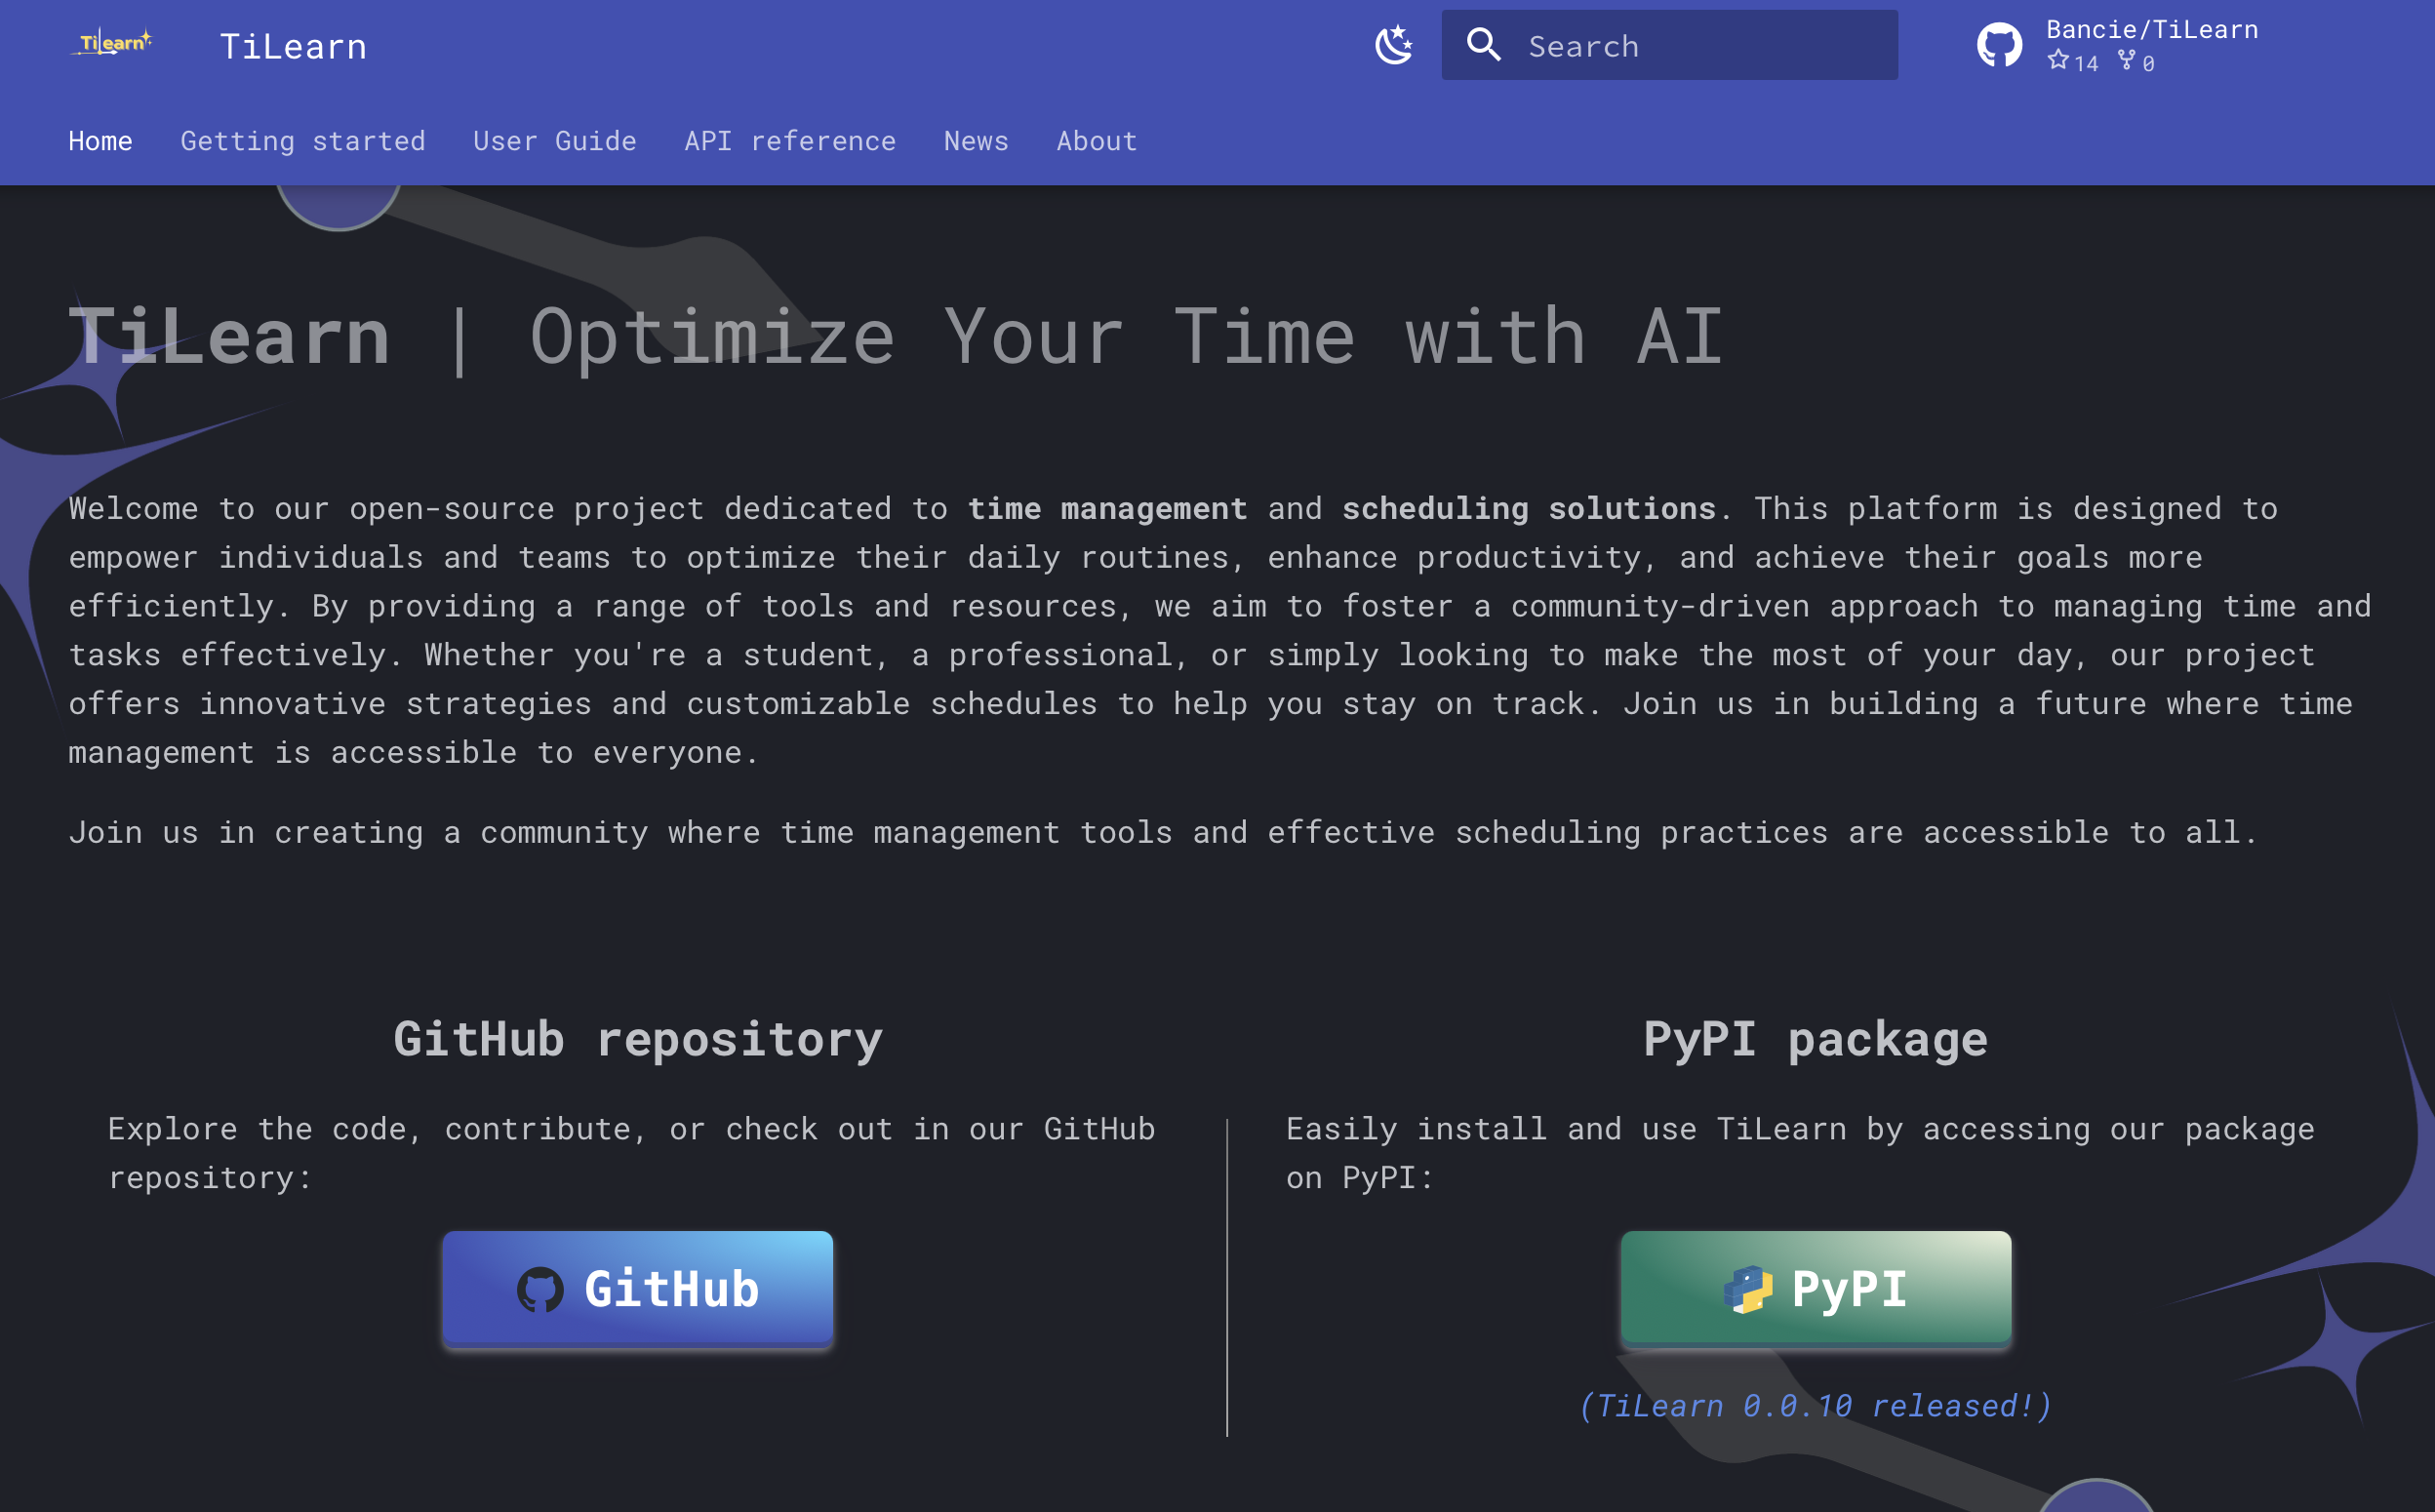 TiLearn
TiLearn
Search
Bancie/TiLearn
14 0
Home Getting started User Guide API reference News About
TiLearn | Optimize Your Time with AI
Welcome to our open-source project dedicated to time management and scheduling solutions. This platform is designed to
empower individuals and teams to optimize their daily routines, enhance productivity, and achieve their goals more
efficiently. By providing a range of tools and resources, we aim to foster a community-driven approach to managing time and
tasks effectively. Whether you're a student, a professional, or simply looking to make the most of your day, our project
offers innovative strategies and customizable schedules to help you stay on track. Join us in building a future where time
management is accessible to everyone.
Join us in creating a community where time management tools and effective scheduling practices are accessible to all.
GitHub repository
Explore the code, contribute, or check out in our GitHub
repository:
GitHub
PyPI package
Easily install and use TiLearn by accessing our package
on PyPI:
PyPI
(TiLearn 0.0.10 released!)